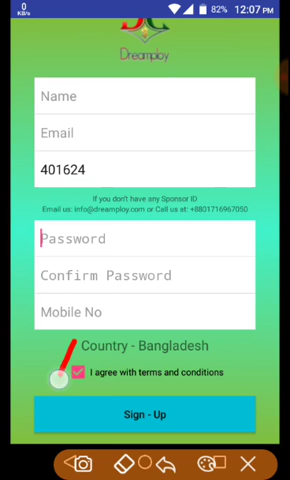 0
KB/s
82% 12:07 PM
Dreamploy
Name
Email
401624
If you don't have any Sponsor ID
Email us: info@dreamploy.com or Call us at: +8801716967050
Password
Confirm Password
Mobile No
Country - Bangladesh
I agree with terms and conditions
Sign - Up